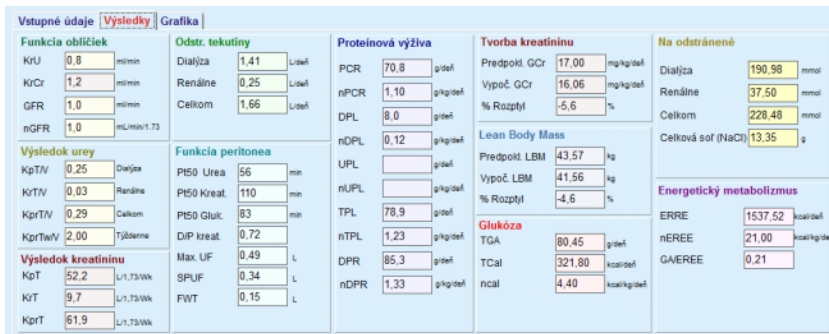 Vstupné údaje Výsledky Grafika
Funkcia obličiek
KrU 0,8 ml/min
KrCr 1,2 ml/min
GFR 1,0 ml/min
nGFR 1,0 mL/min/1,73
Výsledok urey
KpT/V 0,25 Dialýza
KrT/V 0,03 Renálne
KprT/V 0,29 Celkom
KprTw/V 2,00 Týždenne
Výsledok kreatinínu
KpT 52,2 L/1,73/Wk
KrT 9,7 L/1,73/Wk
KprT 61,9 L/1,73/Wk
Odstr. tekutiny
Dialýza 1,41 L/deň
Renálne 0,25 L/deň
Celkom 1,66 L/deň
Funkcia peritonea
Pt50 Urea 56 min
Pt50 Kreat. 110 min
Pt50 Gluk. 83 min
D/P kreat. 0,72
Max. UF 0,49 L
SPUF 0,34 L
FWT 0,15 L
Proteínová výživa
PCR 70,8 g/deň
nPCR 1,10 g/kg/deň
DPL 8,0 g/deň
nDPL 0,12 g/kg/deň
UPL g/deň
nUPL g/kg/deň
TPL 78,9 g/deň
nTPL 1,23 g/kg/deň
DPR 85,3 g/deň
nDPR 1,33 g/kg/deň
Tvorba kreatinínu
Predpokl. GCr 17,00 mg/kg/deň
Vypoč. GCr 16,06 mg/kg/deň
% Rozptyl -5,6 %
Lean Body Mass
Predpokl. LBM 43,57 kg
Vypoč. LBM 41,56 kg
% Rozptyl -4,6 %
Glukóza
TGA 80,45 g/deň
TCal 321,80 kcal/deň
ncal 4,40 kcal/kg/deň
Na odstránené
Dialýza 190,98 mmol
Renálne 37,50 mmol
Celkom 228,48 mmol
Celková soľ (NaCl) 13,35 g
Energetický metabolizmus
ERRE 1537,52 kcal/deň
nEREE 21,00 kcal/kg/de
GA/EREE 0,21